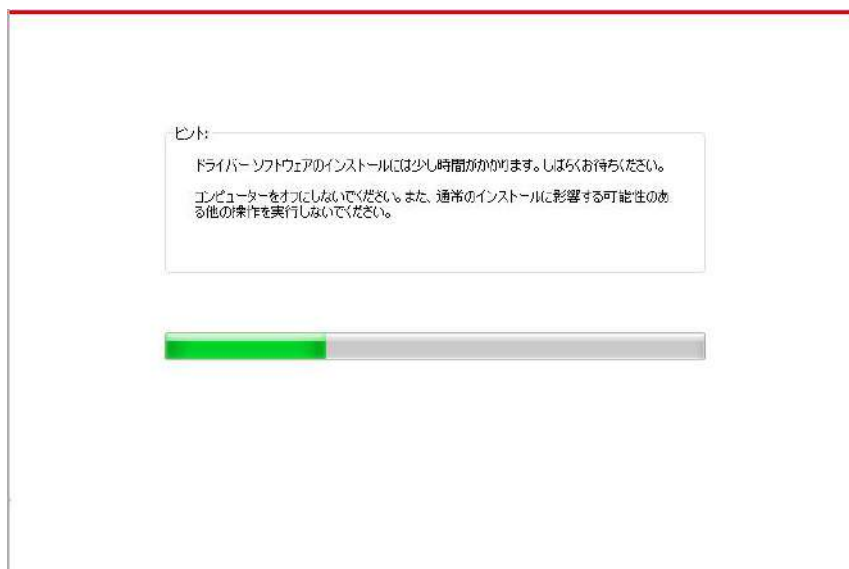 ヒント:
ドライバー ソフトウェアのインストールには少し時間がかかります。しばらくお待ちください。
コンピューターをオフにしないでください。また、通常のインストールに影響する可能性のあ
る他の操作を実行しないでください。